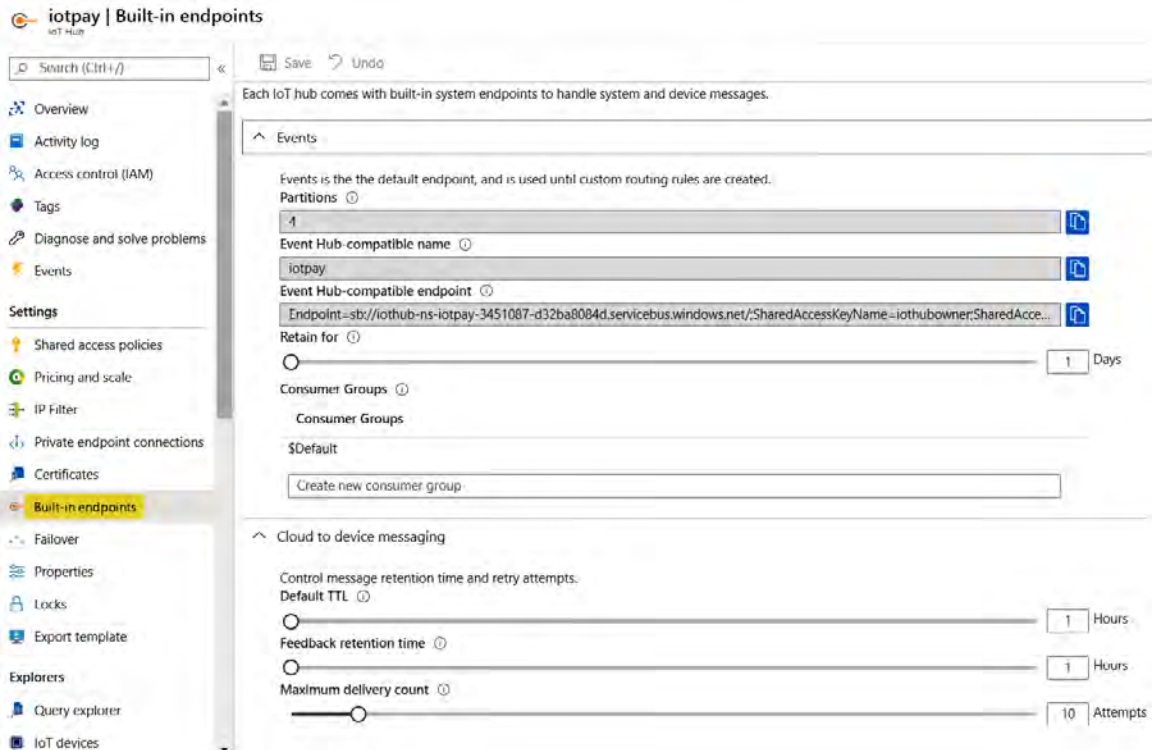 iotpay | Built-in endpoints
IoT Hub
Search (Ctrl+/)
«
Save
Undo
Overview
Activity log
Access control (IAM)
Tags
Diagnose and solve problems
Events
Settings
Shared access policies
Pricing and scale
IP Filter
Private endpoint connections
Certificates
Built-in endpoints
Failover
Properties
Locks
Export template
Explorers
Query explorer
IoT devices
Each IoT hub comes with built-in system endpoints to handle system and device messages.
Events
Events is the the default endpoint, and is used until custom routing rules are created.
Partitions
4
Event Hub-compatible name
iotpay
Event Hub-compatible endpoint
Endpoint=sb://iothub-ns-iotpay-3451087-d32ba8084d.servicebus.windows.net/;SharedAccessKeyName=iothubowner;SharedAcce...
Retain for
1 Days
Consumer Groups
Consumer Groups
$Default
Create new consumer group
Cloud to device messaging
Control message retention time and retry attempts.
Default TTL
1 Hours
Feedback retention time
1 Hours
Maximum delivery count
10 Attempts